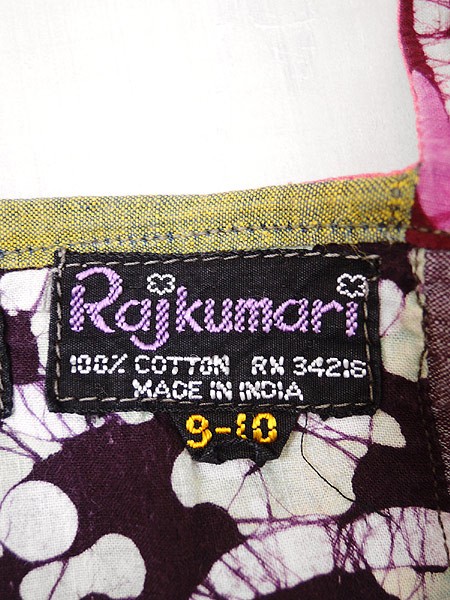 Rajkumari
100% COTTON RN 34216
MADE IN INDIA
9-10